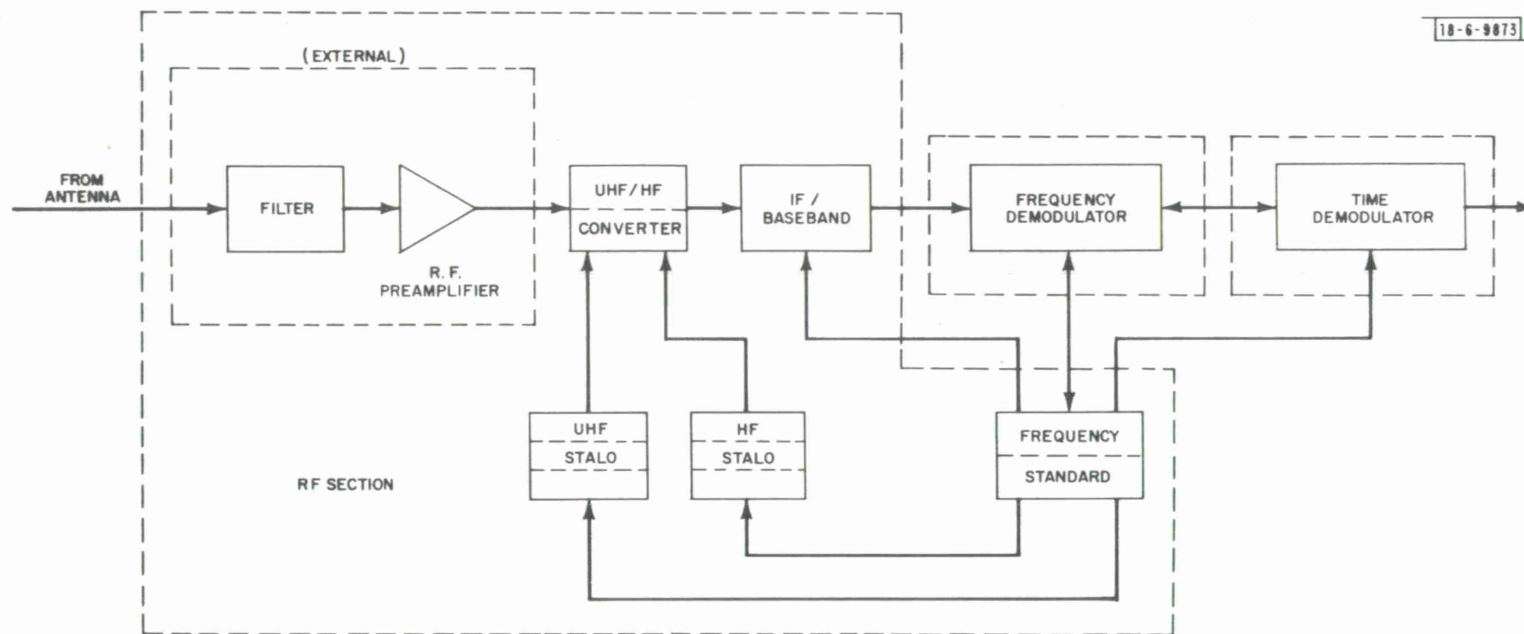 18-6-9873
(EXTERNAL)
FROM
ANTENNA
FILTER
R. F.
PREAMPLIFIER
UHF/HF
CONVERTER
IF /
BASEBAND
FREQUENCY
DEMODULATOR
TIME
DEMODULATOR
UHF
STALO
HF
STALO
FREQUENCY
STANDARD
RF SECTION